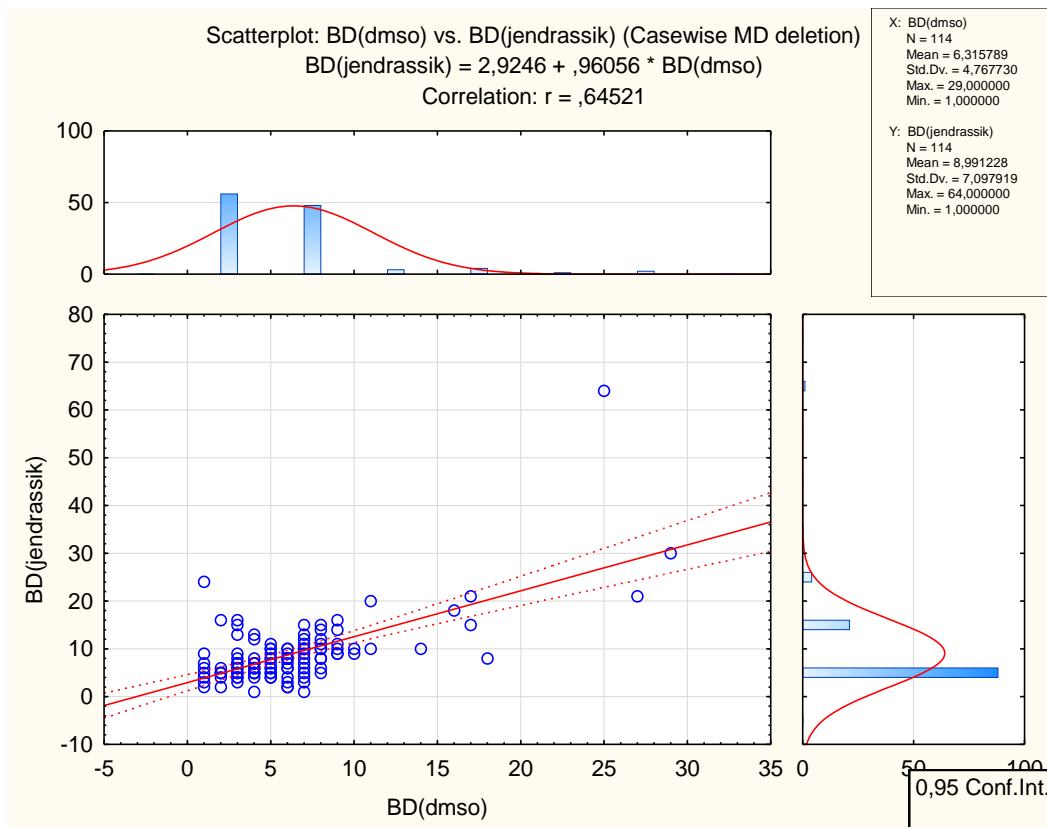 Scatterplot: BD(dmso) vs. BD(jendrassik) (Casewise MD deletion)
BD(jendrassik) = 2,9246 + ,96056 * BD(dmso)
Correlation: r = ,64521
X: BD(dmso)
N = 114
Mean = 6,315789
Std.Dv. = 4,767730
Max. = 29,000000
Min. = 1,000000
Y: BD(jendrassik)
N = 114
Mean = 8,991228
Std.Dv. = 7,097919
Max. = 64,000000
Min. = 1,000000
100
50
0
80
70
60
50
40
30
20
10
0
-10
BD(jendrassik)
-5 0 5 10 15 20 25 30 35
BD(dmso)
0 50 100
0,95 Conf.Int.